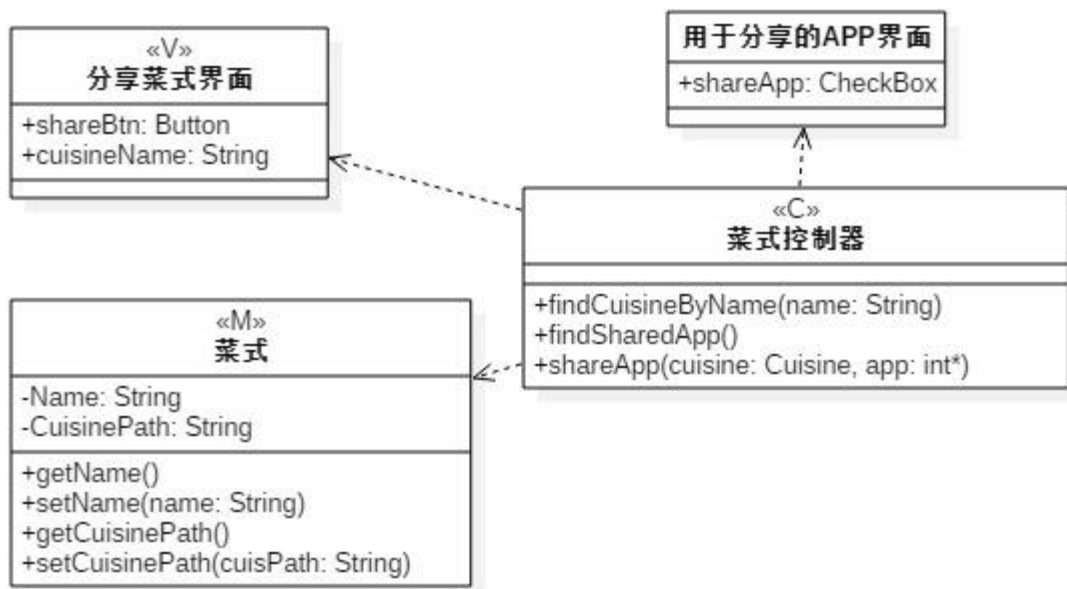 «V»
分享菜式界面
+shareBtn: Button
+cuisineName: String
用于分享的APP界面
+shareApp: CheckBox
«C»
菜式控制器
+findCuisineByName(name: String)
+findSharedApp()
+shareApp(cuisine: Cuisine, app: int*)
«M»
菜式
-Name: String
-CuisinePath: String
+getName()
+setName(name: String)
+getCuisinePath()
+setCuisinePath(cuisPath: String)